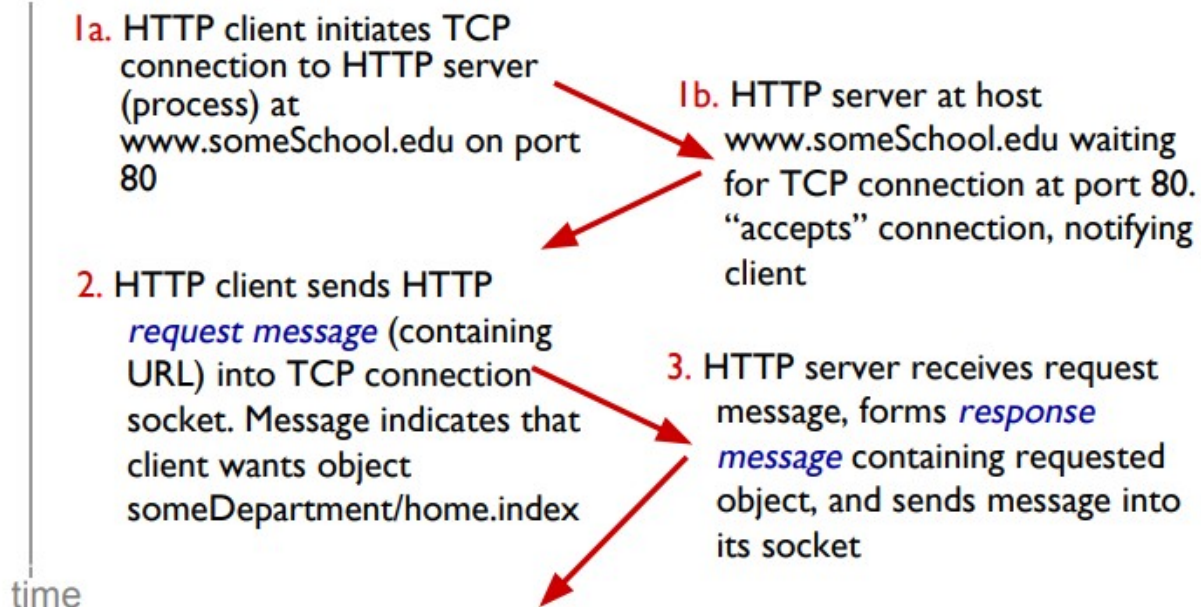 1a. HTTP client initiates TCP
connection to HTTP server
(process) at
www.someSchool.edu on port
80
1b. HTTP server at host
www.someSchool.edu waiting
for TCP connection at port 80.
“accepts” connection, notifying
client
2. HTTP client sends HTTP
request message (containing
URL) into TCP connection
socket. Message indicates that
client wants object
someDepartment/home.index
3. HTTP server receives request
message, forms response
message containing requested
object, and sends message into
its socket
time